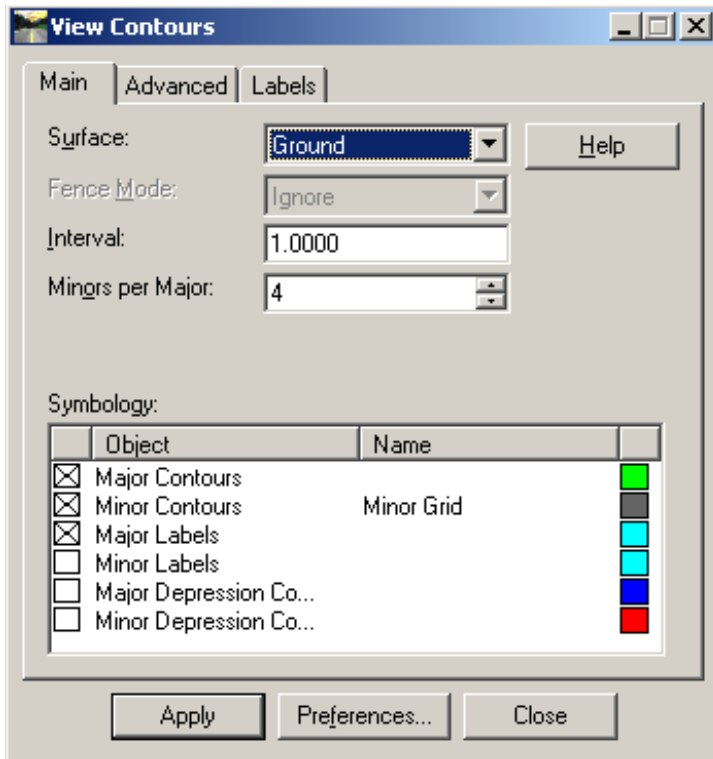 View Contours
Main Advanced Labels
Surface: Ground Help
Fence Mode: Ignore
Interval: 1.0000
Minors per Major: 4
Symbology:
Object Name
Major Contours
Minor Contours Minor Grid
Major Labels
Minor Labels
Major Depression Co...
Minor Depression Co...
Apply Preferences... Close